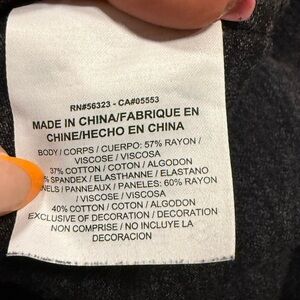 RN#56323 - CA#05553
MADE IN CHINA/FABRIQUE EN
CHINE/HECHO EN CHINA
BODY / CORPS / CUERPO: 57% RAYON /
VISCOSE / VISCOSA
37% COTTON / COTON / ALGODON
% SPANDEX / ELASTHANNE / ELASTANO
NELS / PANNEAUX / PANELES: 60% RAYON
/ VISCOSE / VISCOSA
40% COTTON / COTON / ALGODON
EXCLUSIVE OF DECORATION / DECORATION
NON COMPRISE / NO INCLUYE LA
DECORACION